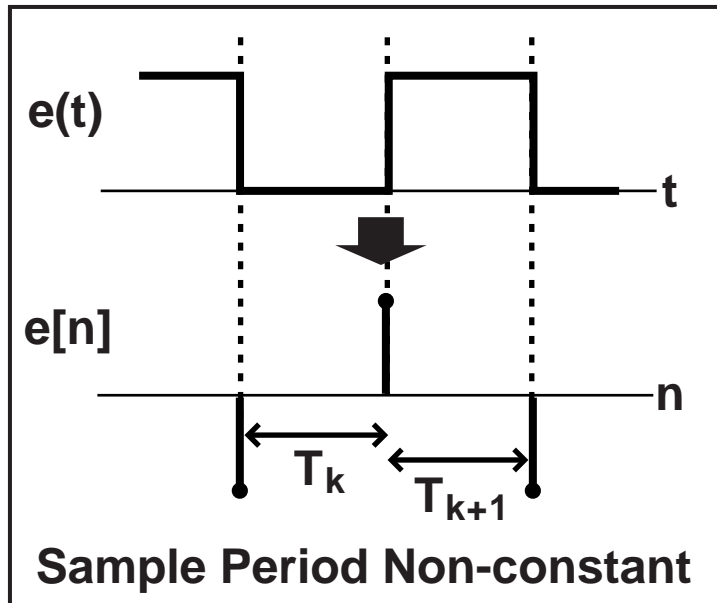 e(t)
t
e[n]
n
Tk
Tk+1
Sample Period Non-constant